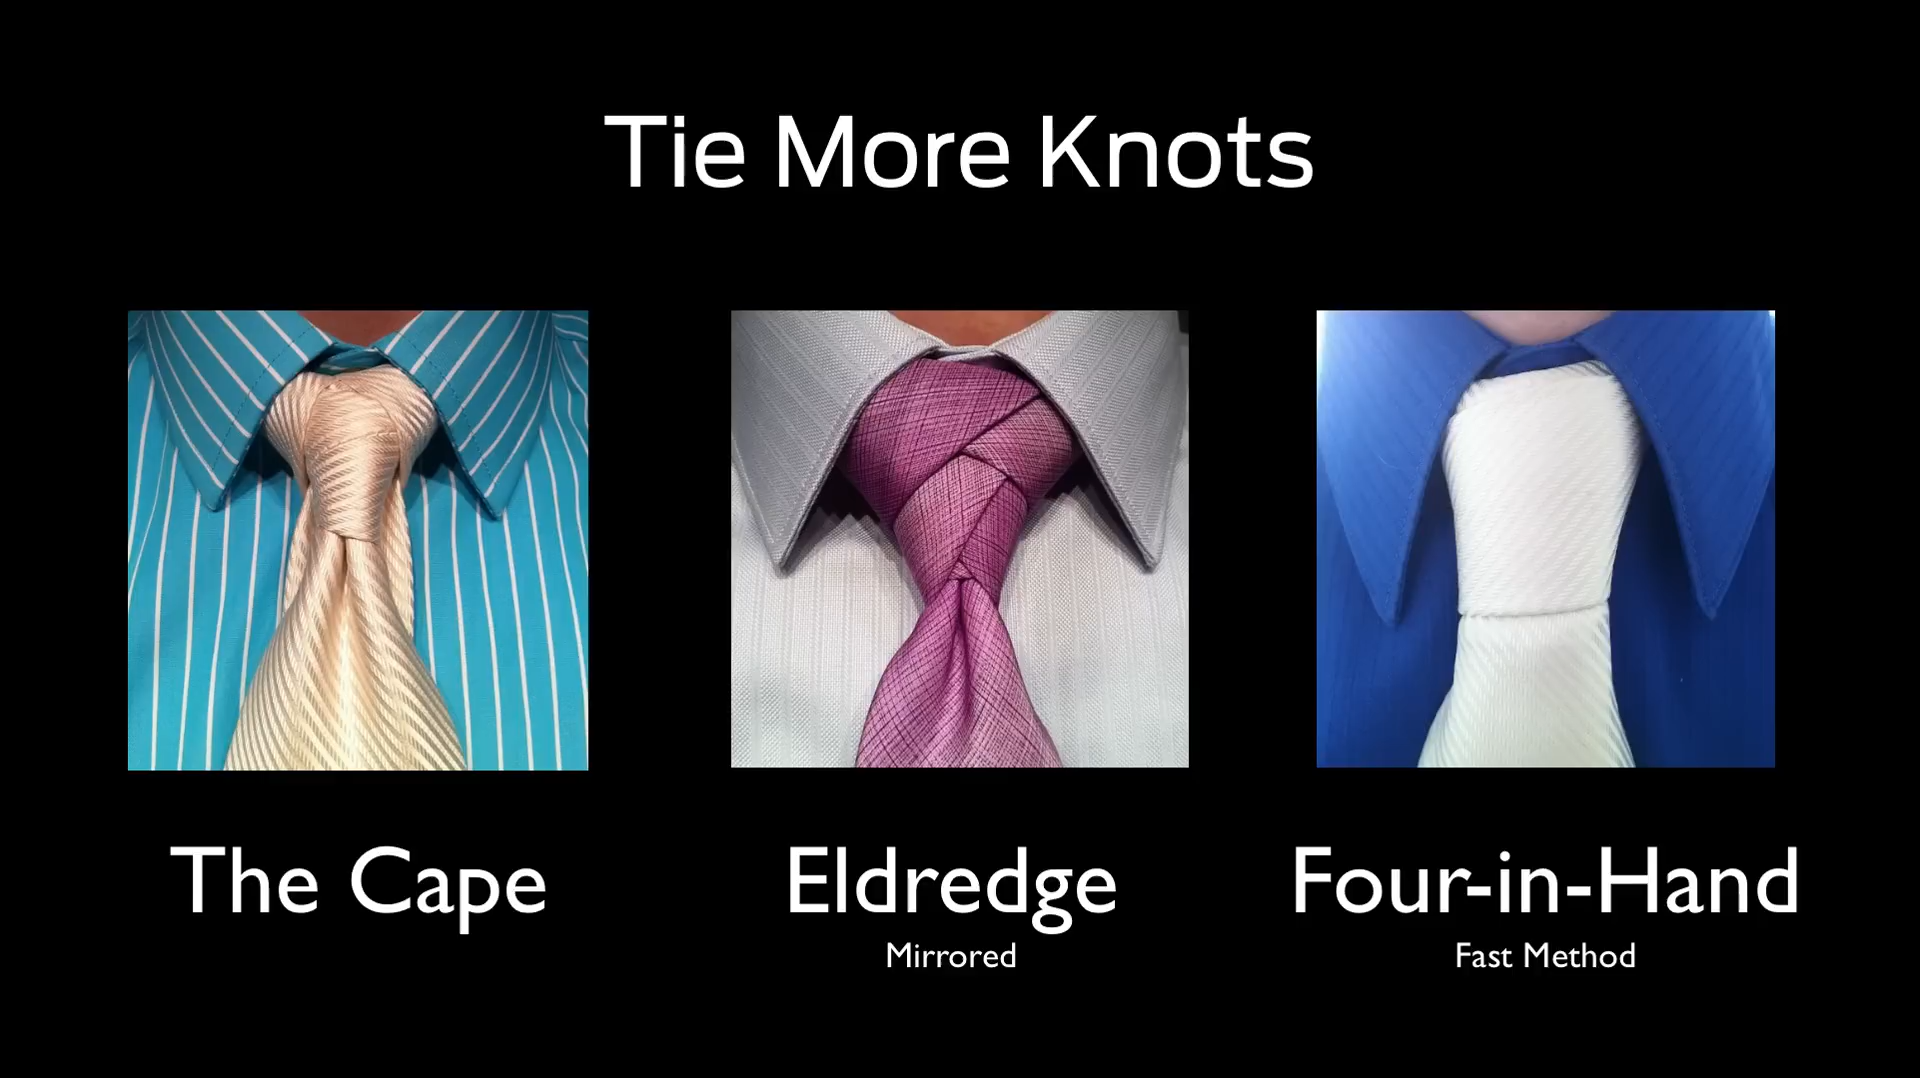 Tie More Knots
The Cape
Eldredge
Mirrored
Four-in-Hand
Fast Method